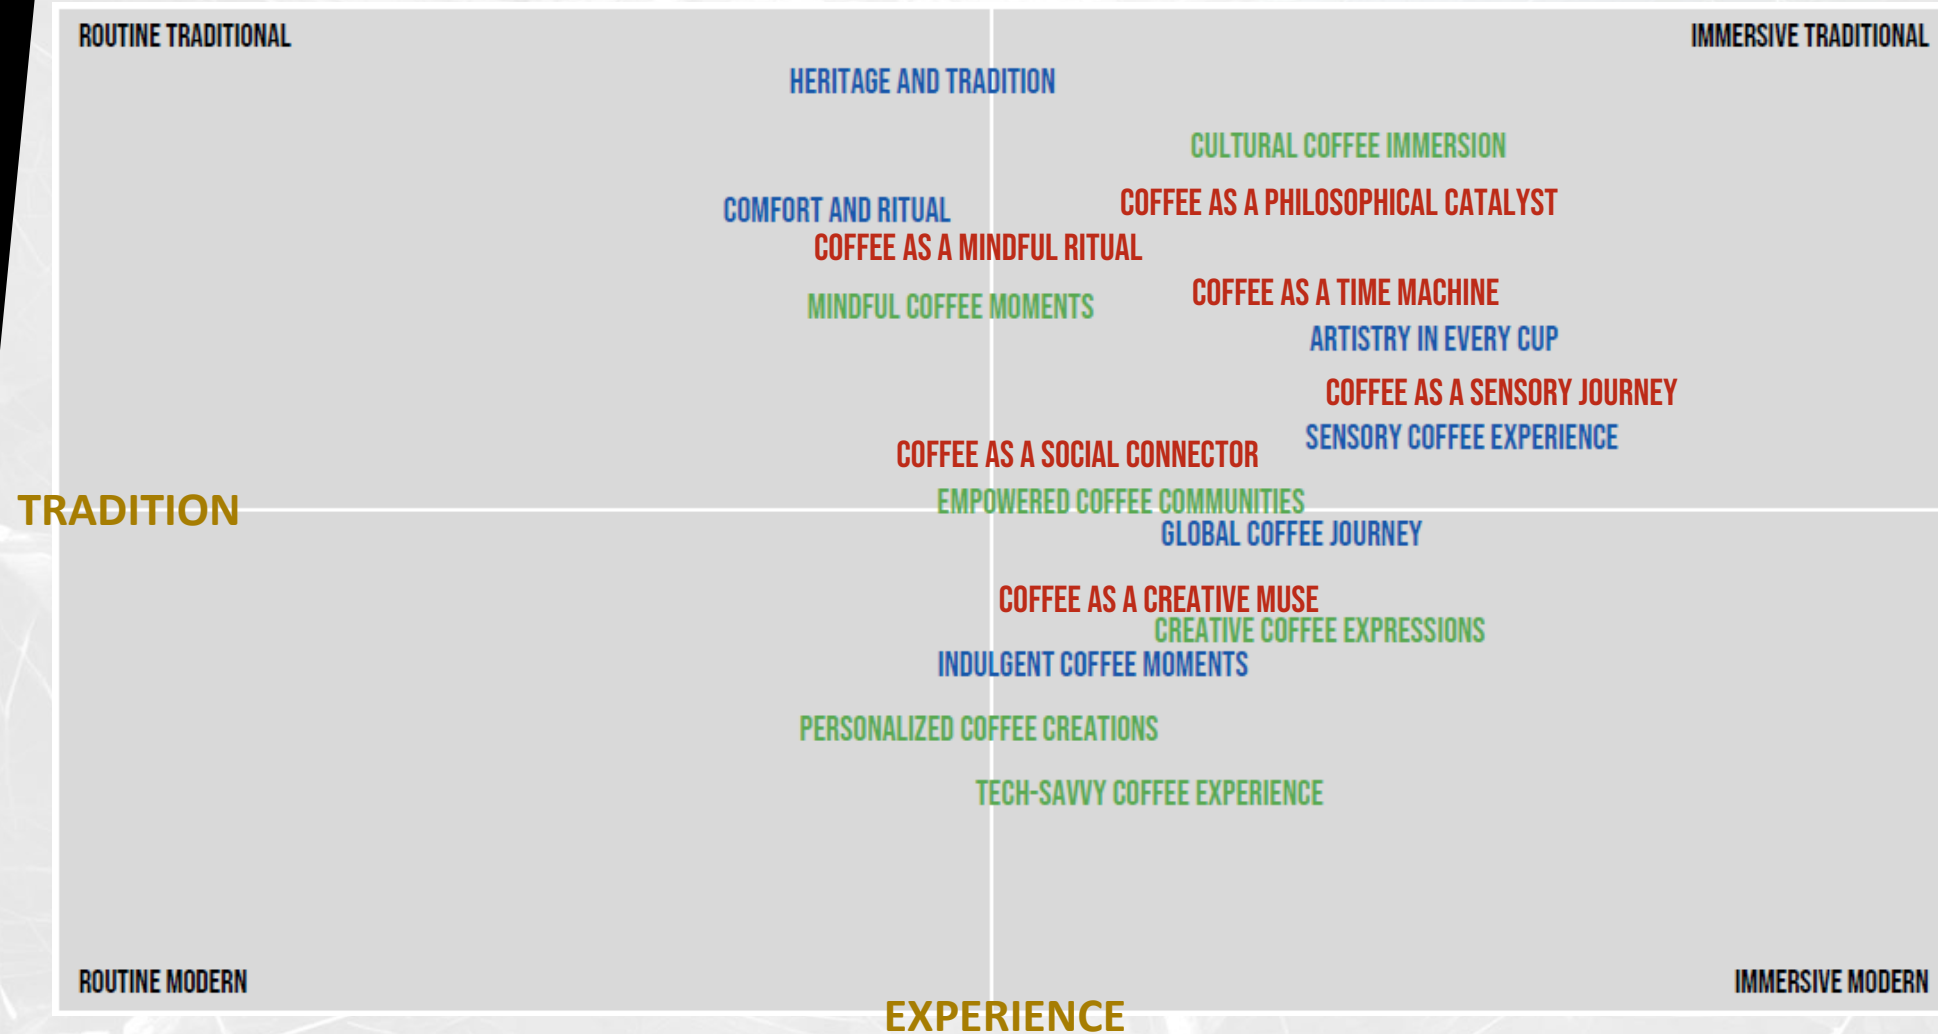 ROUTINE TRADITIONAL
IMMERSIVE TRADITIONAL
HERITAGE AND TRADITION
CULTURAL COFFEE IMMERSION
COFFEE AS A PHILOSOPHICAL CATALYST
COMFORT AND RITUAL
COFFEE AS A MINDFUL RITUAL
COFFEE AS A TIME MACHINE
MINDFUL COFFEE MOMENTS
ARTISTRY IN EVERY CUP
COFFEE AS A SENSORY JOURNEY
SENSORY COFFEE EXPERIENCE
COFFEE AS A SOCIAL CONNECTOR
EMPOWERED COFFEE COMMUNITIES
TRADITION
GLOBAL COFFEE JOURNEY
COFFEE AS A CREATIVE MUSE
CREATIVE COFFEE EXPRESSIONS
INDULGENT COFFEE MOMENTS
PERSONALIZED COFFEE CREATIONS
TECH-SAVVY COFFEE EXPERIENCE
ROUTINE MODERN
IMMERSIVE MODERN
EXPERIENCE